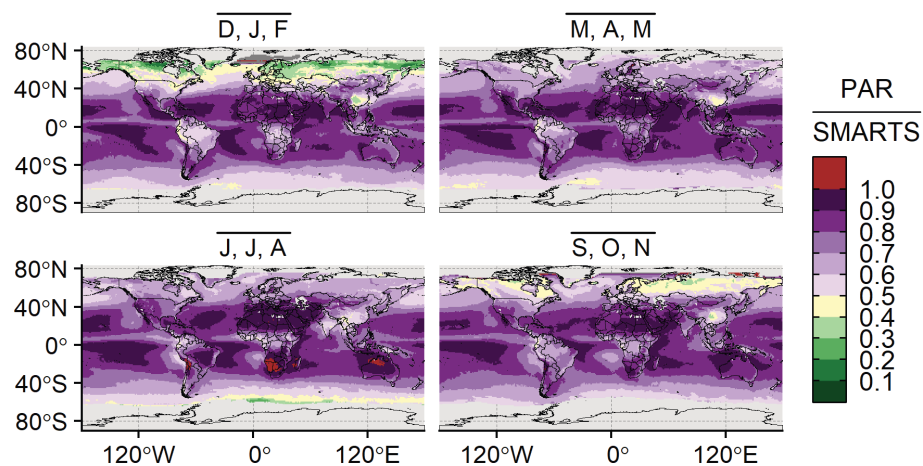 D, J, F
M, A, M
80°N
40°N
0°
40°S
80°S
J, J, A
S, O, N
80°N
40°N
0°
40°S
80°S
120°W
0°
120°E
120°W
0°
120°E
PAR
SMARTS
1.0
0.9
0.8
0.7
0.6
0.5
0.4
0.3
0.2
0.1